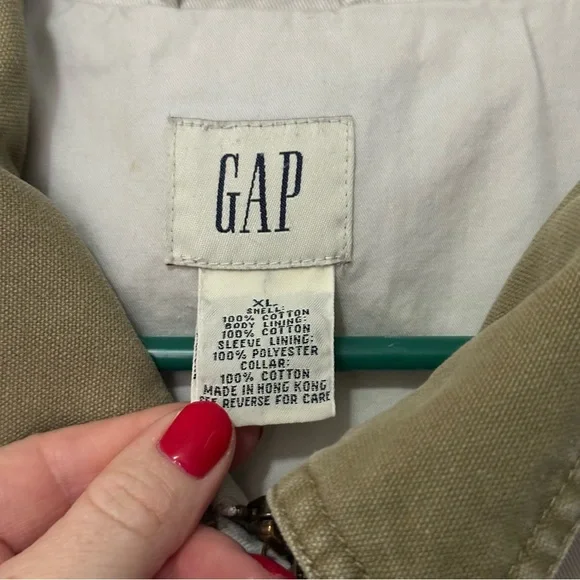 GAP
XL
SHELL:
100% COTTON
BODY LINING:
100% COTTON
SLEEVE LINING:
100% POLYESTER
COLLAR:
100% COTTON
MADE IN HONG KONG
SEE REVERSE FOR CARE